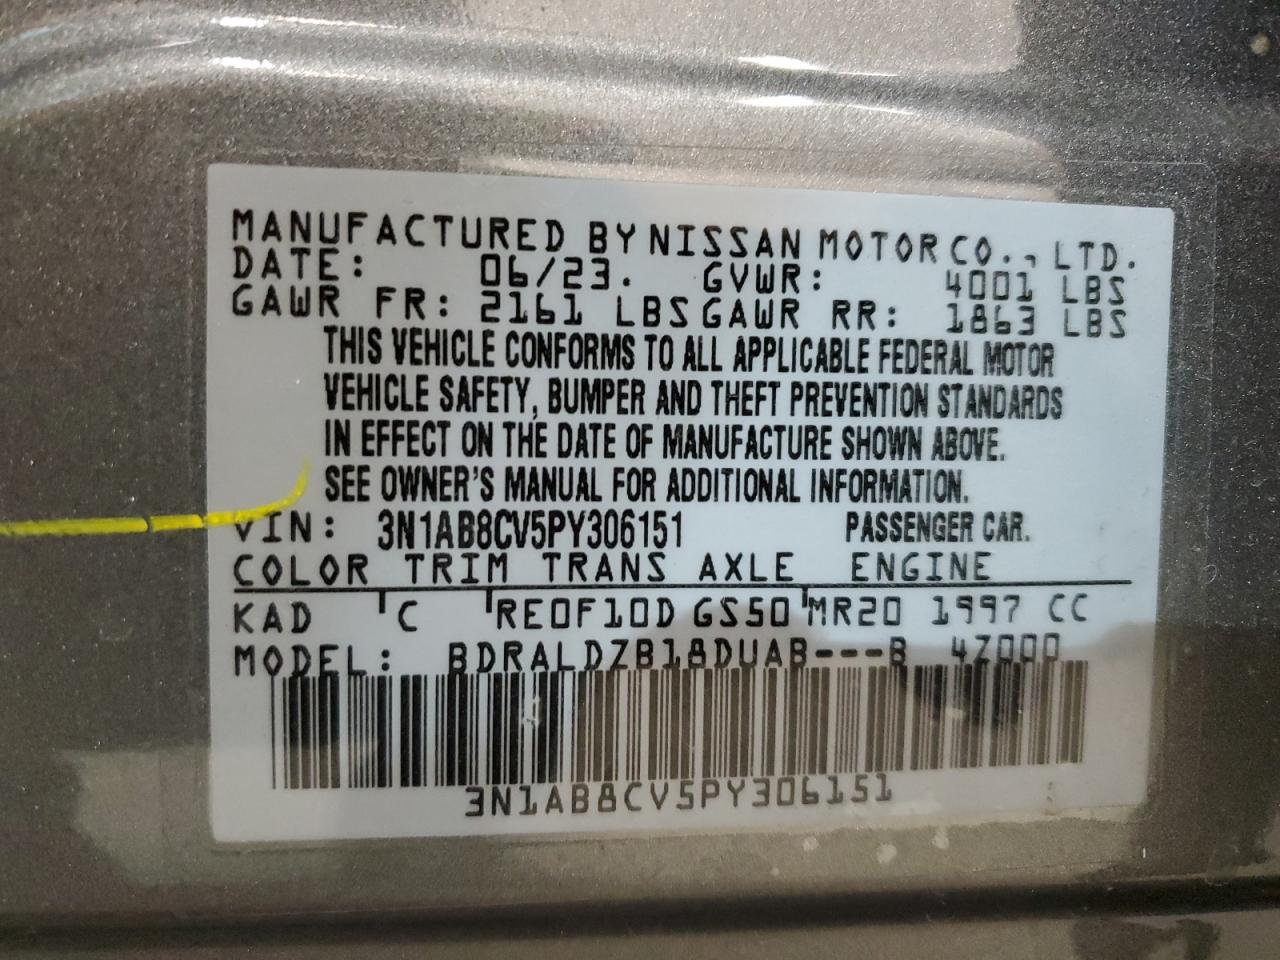 MANUFACTURED BY NISSAN MOTOR CO., LTD.
DATE: 06/23. GVWR: 4001 LBS
GAWR FR: 2161 LBS GAWR RR: 1863 LBS
THIS VEHICLE CONFORMS TO ALL APPLICABLE FEDERAL MOTOR
VEHICLE SAFETY, BUMPER AND THEFT PREVENTION STANDARDS
IN EFFECT ON THE DATE OF MANUFACTURE SHOWN ABOVE.
SEE OWNER'S MANUAL FOR ADDITIONAL INFORMATION.
VIN: 3N1AB8CV5PY306151 PASSENGER CAR.
COLOR TRIM TRANS AXLE ENGINE
KAD C RE0F10D GS50 MR20 1997 CC
MODEL: BDRALDZB18DUAB---B 4Z000
3N1AB8CV5PY306151